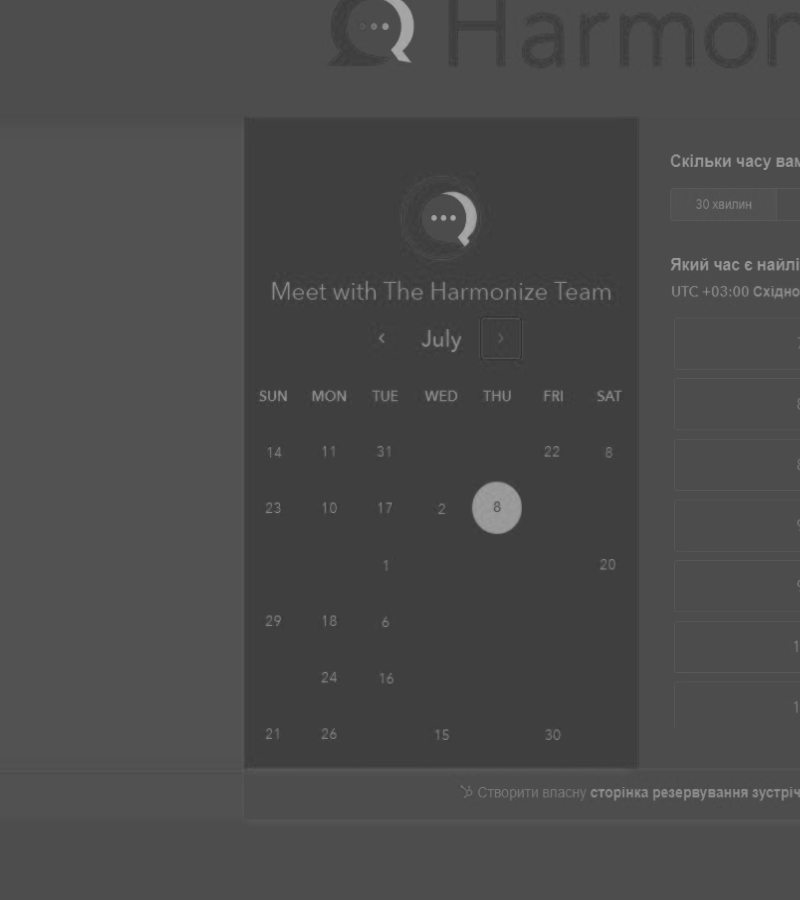 Harmon
Meet with The Harmonize Team
July
SUN MON TUE WED THU FRI SAT
14 11 31 22 8
23 10 17 2 8
1 20
29 18 6
24 16
21 26 15 30
Скільки часу вам
30 хвилин
Який час є найлі
UTC +03:00 Східно
Створити власну сторінка резервування зустріч